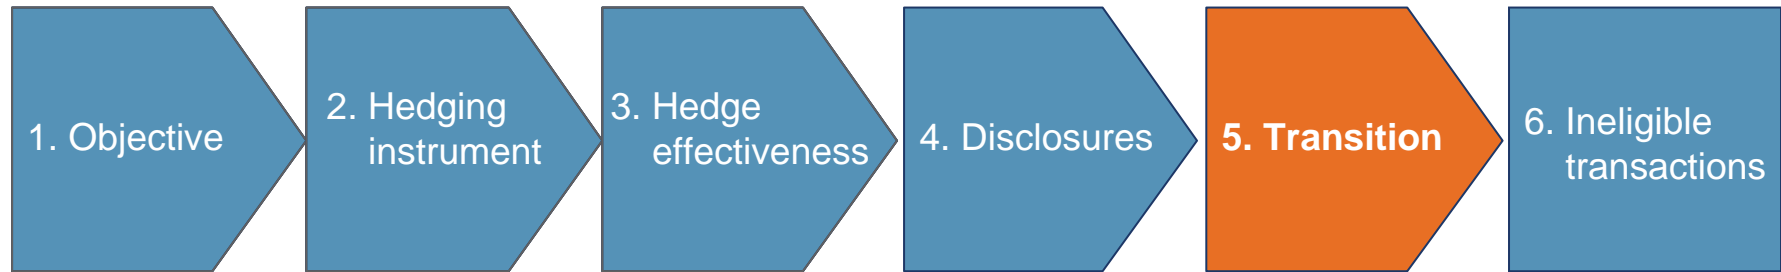 1. Objective
2. Hedging
instrument
3. Hedge
effectiveness
4. Disclosures
5. Transition
6. Ineligible
transactions